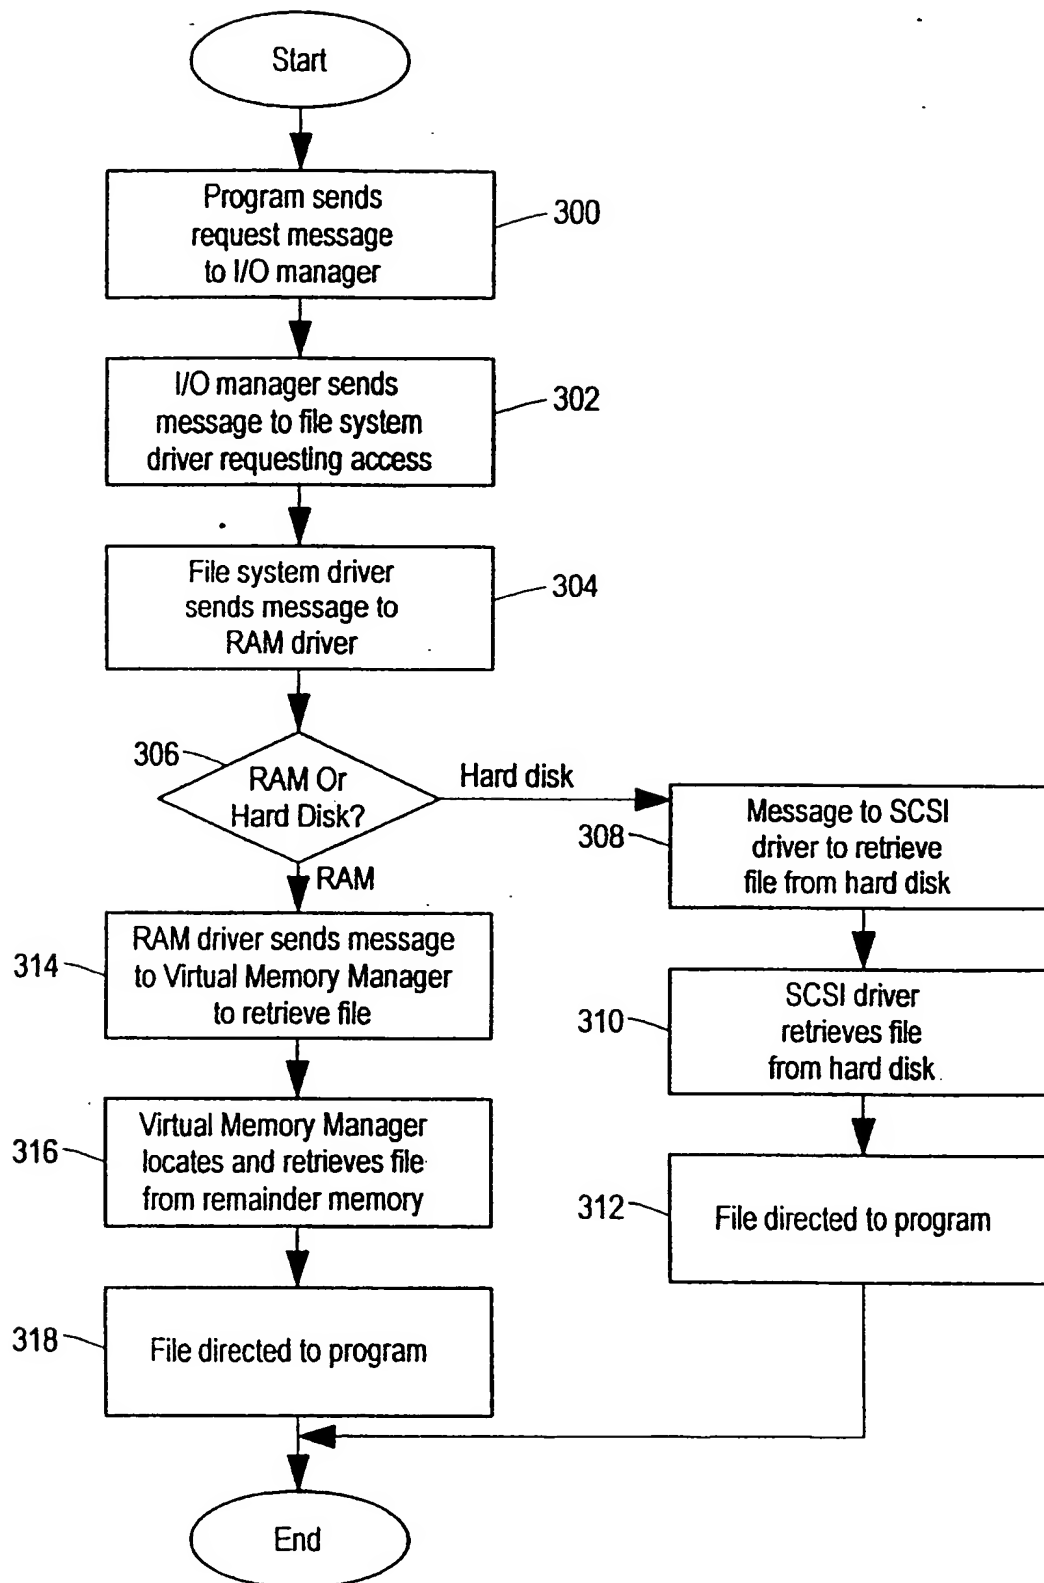 Start
Program sends
request message
to I/O manager
300
I/O manager sends
message to file system
driver requesting access
302
File system driver
sends message to
RAM driver
304
306
RAM Or
Hard Disk?
Hard disk
RAM
308
Message to SCSI
driver to retrieve
file from hard disk
310
SCSI driver
retrieves file
from hard disk
312
File directed to program
314
RAM driver sends message
to Virtual Memory Manager
to retrieve file
316
Virtual Memory Manager
locates and retrieves file
from remainder memory
318
File directed to program
End